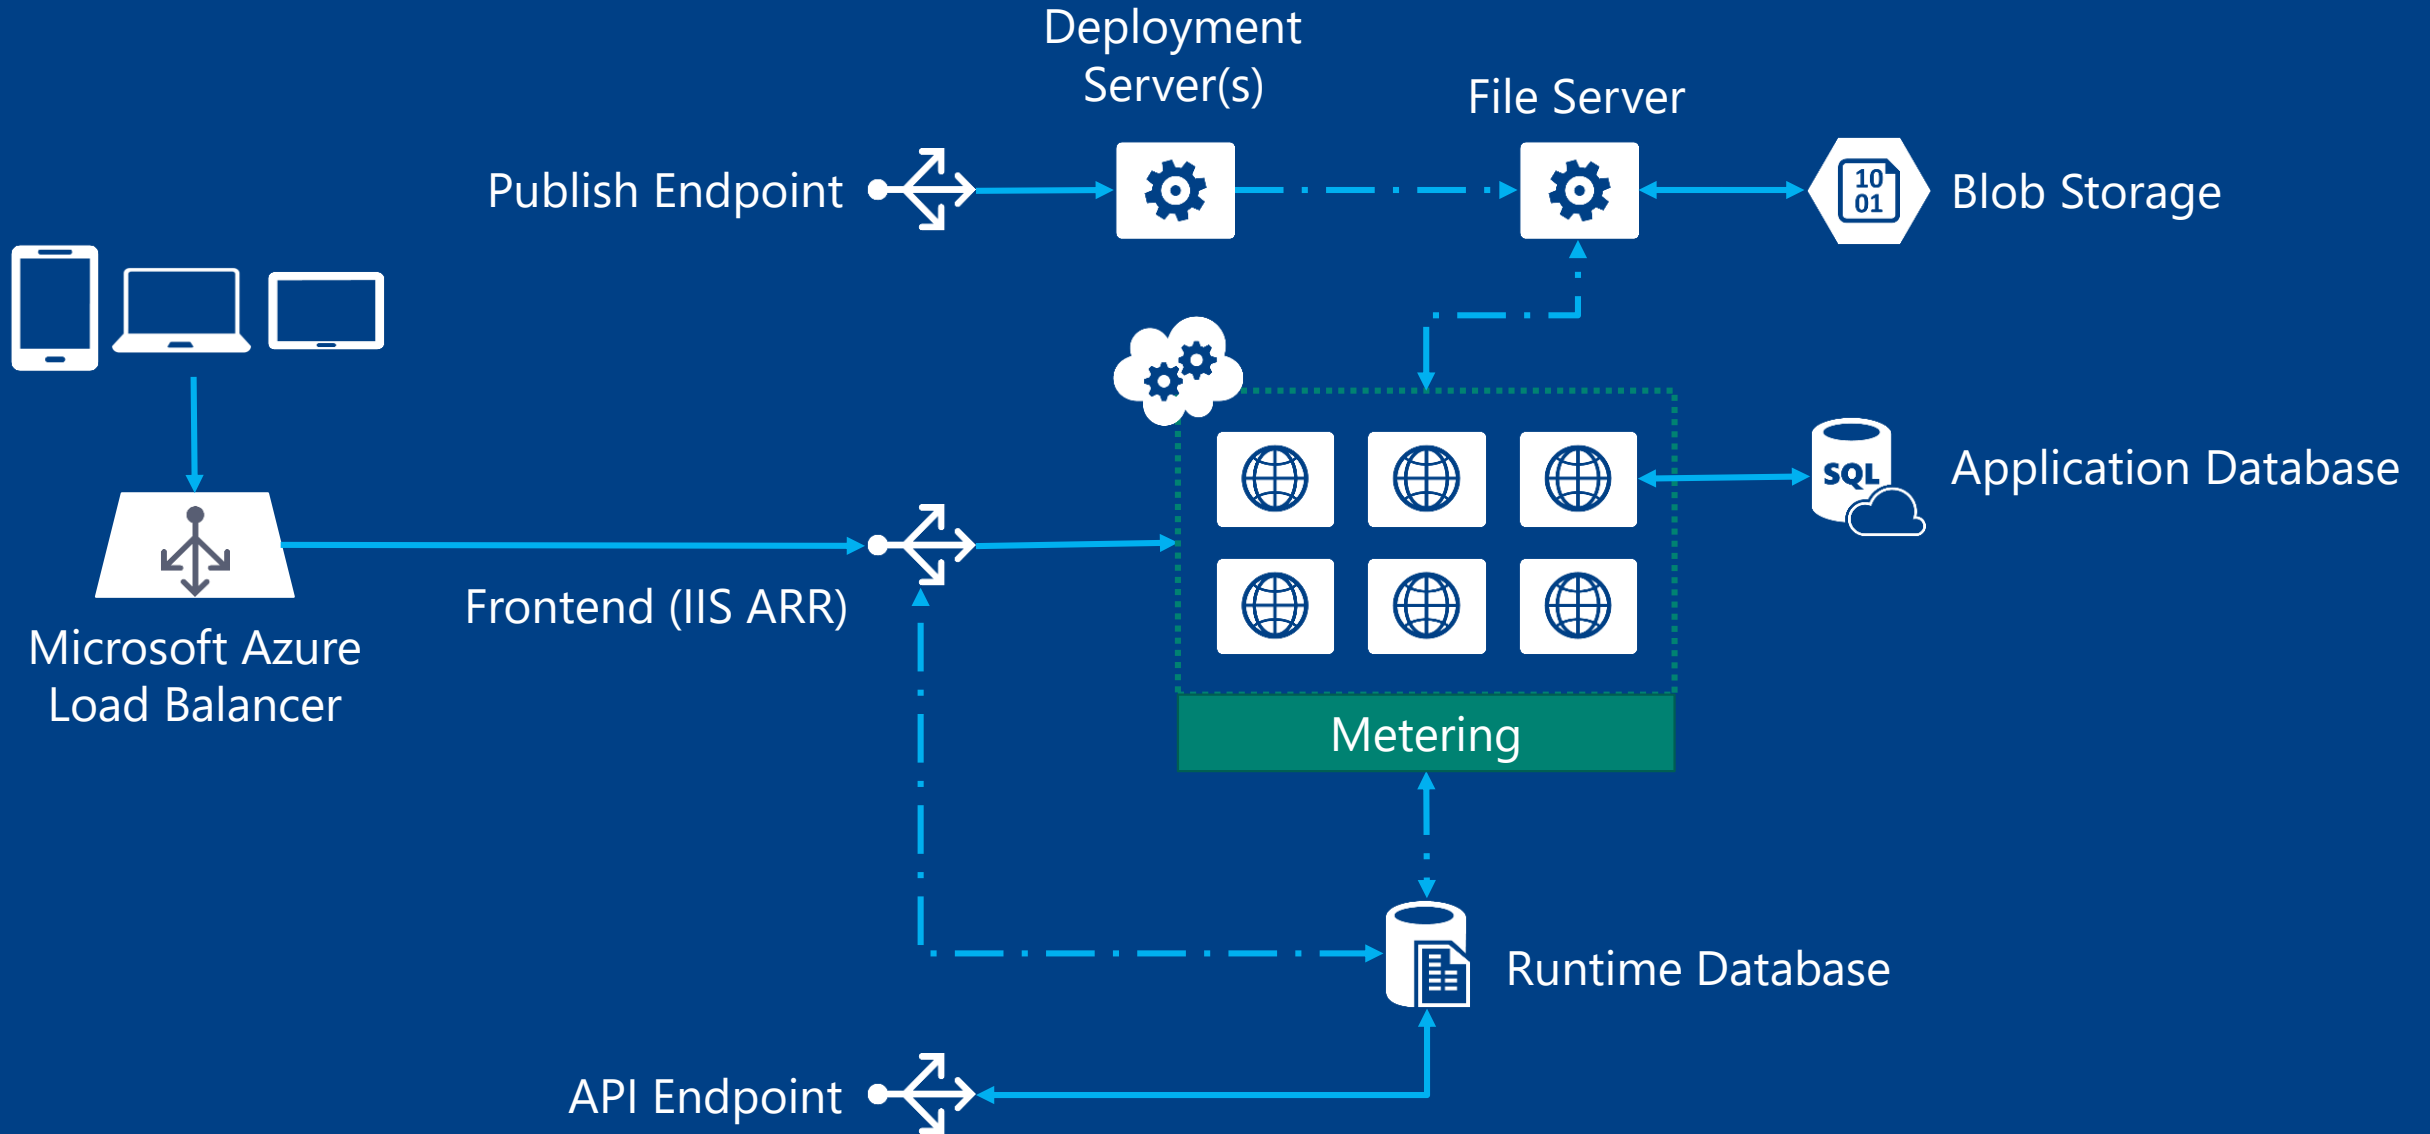 Deployment
Server(s)
File Server
Publish Endpoint
10
01
Blob Storage
SQL
Application Database
Frontend (IIS ARR)
Microsoft Azure
Load Balancer
Metering
Runtime Database
API Endpoint